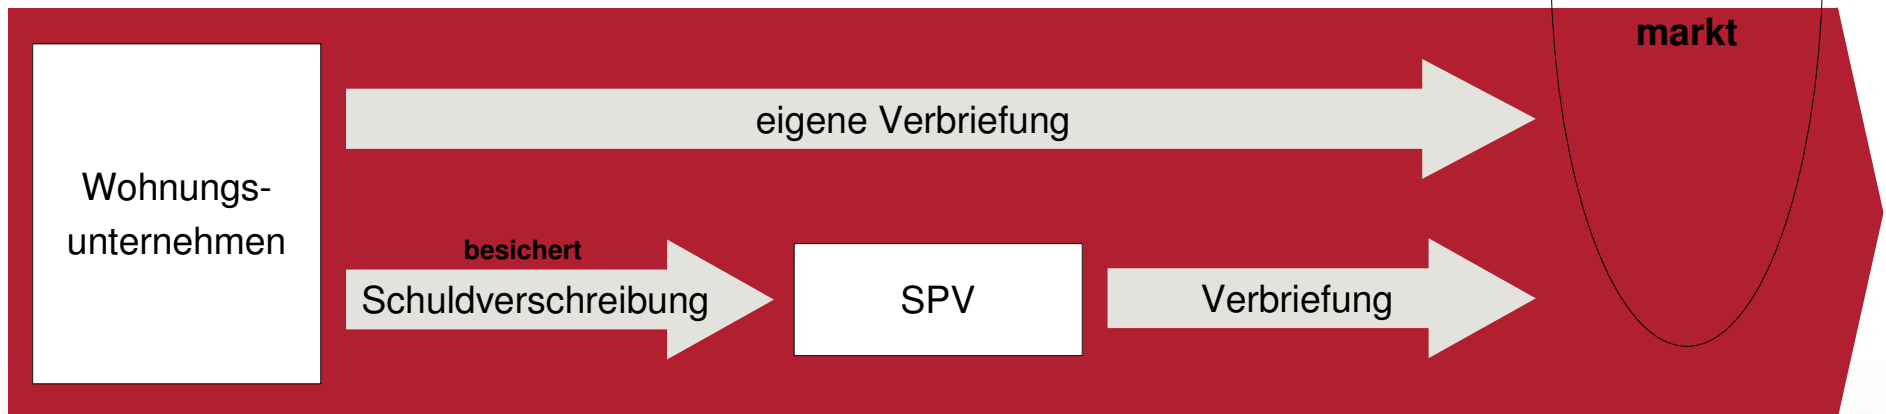 markt
eigene Verbriefung
Wohnungs-
unternehmen
besichert
Schuldverschreibung
SPV
Verbriefung